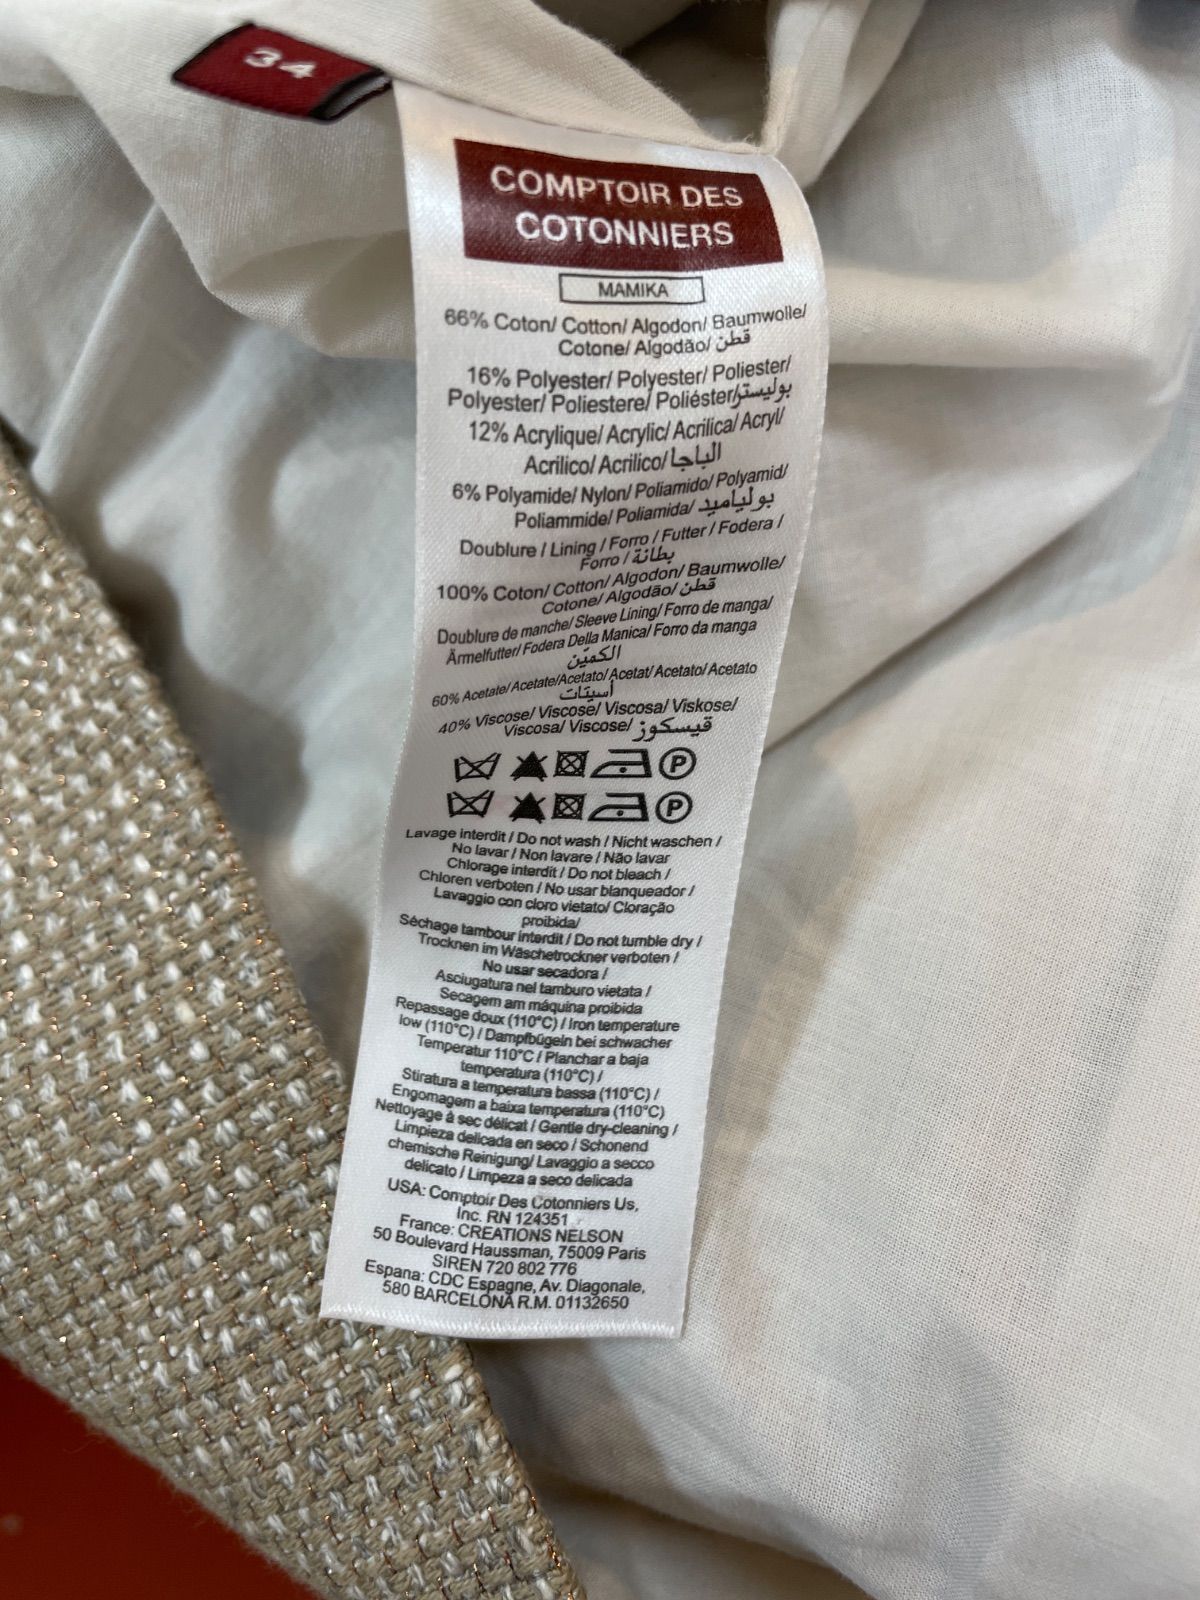 34
COMPTOIR DES
COTONNIERS
MAMIKA
66% Coton/ Cotton/ Algodon/ Baumwolle/
Cotone/ Algodão/ قطن
16% Polyester/ Polyester/ Poliester/
Polyester/ Poliestere/ Poliéster/بوليستر
12% Acrylique/ Acrylic/ Acrilica/ Acryl/
Acrilico/ Acrilico/ الباجا
6% Polyamide/ Nylon/ Poliamido/ Polyamid/
Poliammide/ Poliamida/ بولياميد
Doublure / Lining / Forro / Futter / Fodera /
Forro / بطانة
100% Coton/ Cotton/ Algodon/ Baumwolle/
Cotone/ Algodão/ قطن
Doublure de manche/ Sleeve Lining/ Forro de manga/
Ärmelfutter/ Fodera Della Manica/ Forro da manga
الكمّين
60% Acetate/ Acetate/Acetato/ Acetat/ Acetato/ Acetato
أسيتات
40% Viscose/ Viscose/ Viscosa/ Viskose/
Viscosa/ Viscose/ قيسكوز
P
P
Lavage interdit / Do not wash / Nicht waschen /
No lavar / Non lavare / Não lavar
Chlorage interdit / Do not bleach /
Chloren verboten / No usar blanqueador /
Lavaggio con cloro vietato/ Cloração
proibida/
Séchage tambour interdit / Do not tumble dry /
Trocknen im Wäschetrockner verboten /
No usar secadora /
Asciugatura nel tamburo vietata /
Secagem am máquina proibida
Repassage doux (110°C) / Iron temperature
low (110°C) / Dampfbügeln bei schwacher
Temperatur 110°C / Planchar a baja
temperatura (110°C) /
Stiratura a temperatura bassa (110°C) /
Engomagem a baixa temperatura (110°C)
Nettoyage à sec délicat / Gentle dry-cleaning /
Limpieza delicada en seco / Schonend
chemische Reinigung/ Lavaggio a secco
delicato / Limpeza a seco delicada
USA: Comptoir Des Cotonniers Us,
Inc. RN 124351
France: CREATIONS NELSON
50 Boulevard Haussman, 75009 Paris
SIREN 720 802 776
Espana: CDC Espagne, Av. Diagonale,
580 BARCELONA R.M. 01132650